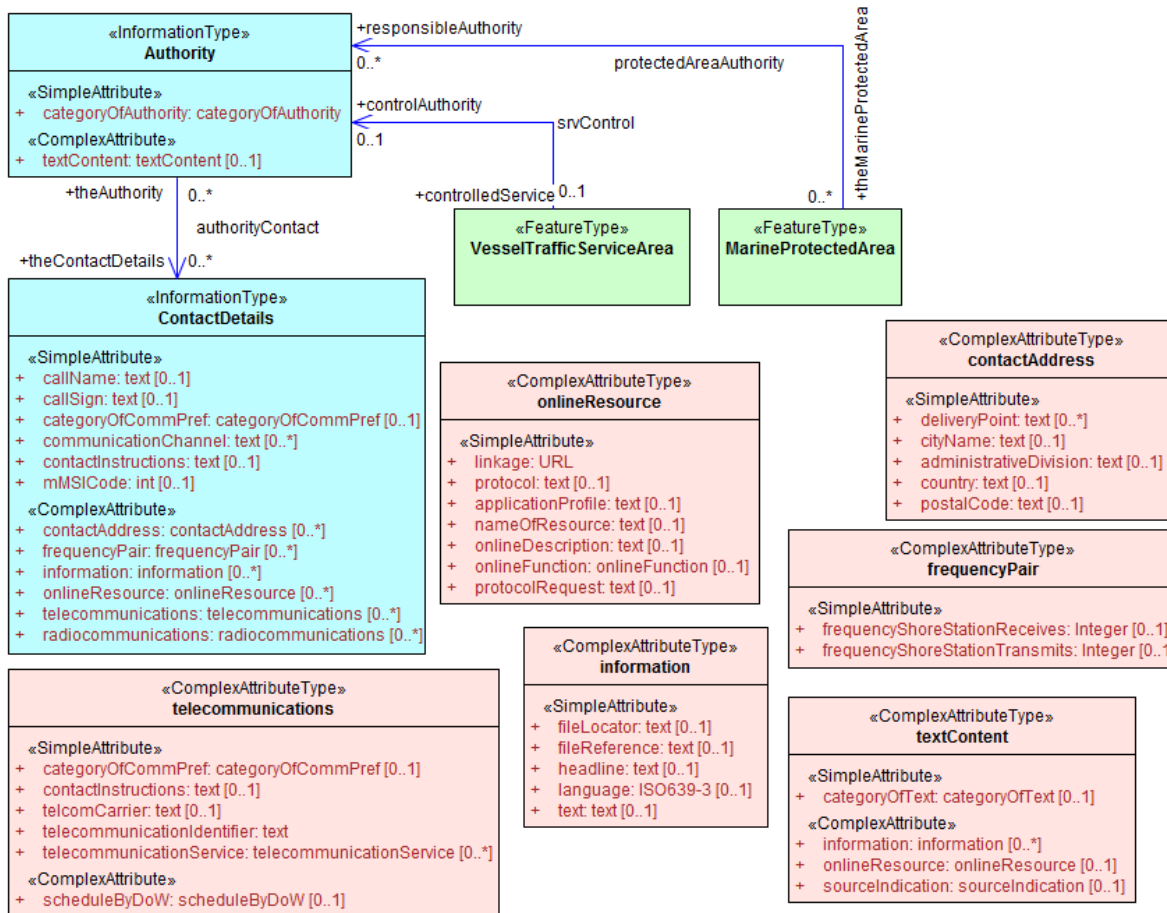 «InformationType»
Authority
«SimpleAttribute»
+ categoryOfAuthority: categoryOfAuthority
«ComplexAttribute»
+ textContent: textContent [0..1]
+responsibleAuthority
0..*
protectedAreaAuthority
+theMarineProtectedArea
0..*
+controlAuthority
0..1
srvControl
+controlledService
0..1
+theAuthority
0..*
authorityContact
+theContactDetails
0..*
«FeatureType»
VesselTrafficServiceArea
«FeatureType»
MarineProtectedArea
«InformationType»
ContactDetails
«SimpleAttribute»
+ callName: text [0..1]
+ callSign: text [0..1]
+ categoryOfCommPref: categoryOfCommPref [0..1]
+ communicationChannel: text [0..*]
+ contactInstructions: text [0..1]
+ mMSICode: int [0..1]
«ComplexAttribute»
+ contactAddress: contactAddress [0..*]
+ frequencyPair: frequencyPair [0..*]
+ information: information [0..*]
+ onlineResource: onlineResource [0..*]
+ telecommunications: telecommunications [0..*]
+ radiocommunications: radiocommunications [0..*]
«ComplexAttributeType»
onlineResource
«SimpleAttribute»
+ linkage: URL
+ protocol: text [0..1]
+ applicationProfile: text [0..1]
+ nameOfResource: text [0..1]
+ onlineDescription: text [0..1]
+ onlineFunction: onlineFunction [0..1]
+ protocolRequest: text [0..1]
«ComplexAttributeType»
contactAddress
«SimpleAttribute»
+ deliveryPoint: text [0..*]
+ cityName: text [0..1]
+ administrativeDivision: text [0..1]
+ country: text [0..1]
+ postalCode: text [0..1]
«ComplexAttributeType»
frequencyPair
«SimpleAttribute»
+ frequencyShoreStationReceives: Integer [0..1]
+ frequencyShoreStationTransmits: Integer [0..1
«ComplexAttributeType»
telecommunications
«SimpleAttribute»
+ categoryOfCommPref: categoryOfCommPref [0..1]
+ contactInstructions: text [0..1]
+ telcomCarrier: text [0..1]
+ telecommunicationIdentifier: text
+ telecommunicationService: telecommunicationService [0..*]
«ComplexAttribute»
+ scheduleByDoW: scheduleByDoW [0..1]
«ComplexAttributeType»
information
«SimpleAttribute»
+ fileLocator: text [0..1]
+ fileReference: text [0..1]
+ headline: text [0..1]
+ language: ISO639-3 [0..1]
+ text: text [0..1]
«ComplexAttributeType»
textContent
«SimpleAttribute»
+ categoryOfText: categoryOfText [0..1]
«ComplexAttribute»
+ information: information [0..*]
+ onlineResource: onlineResource [0..1]
+ sourceIndication: sourceIndication [0..1]